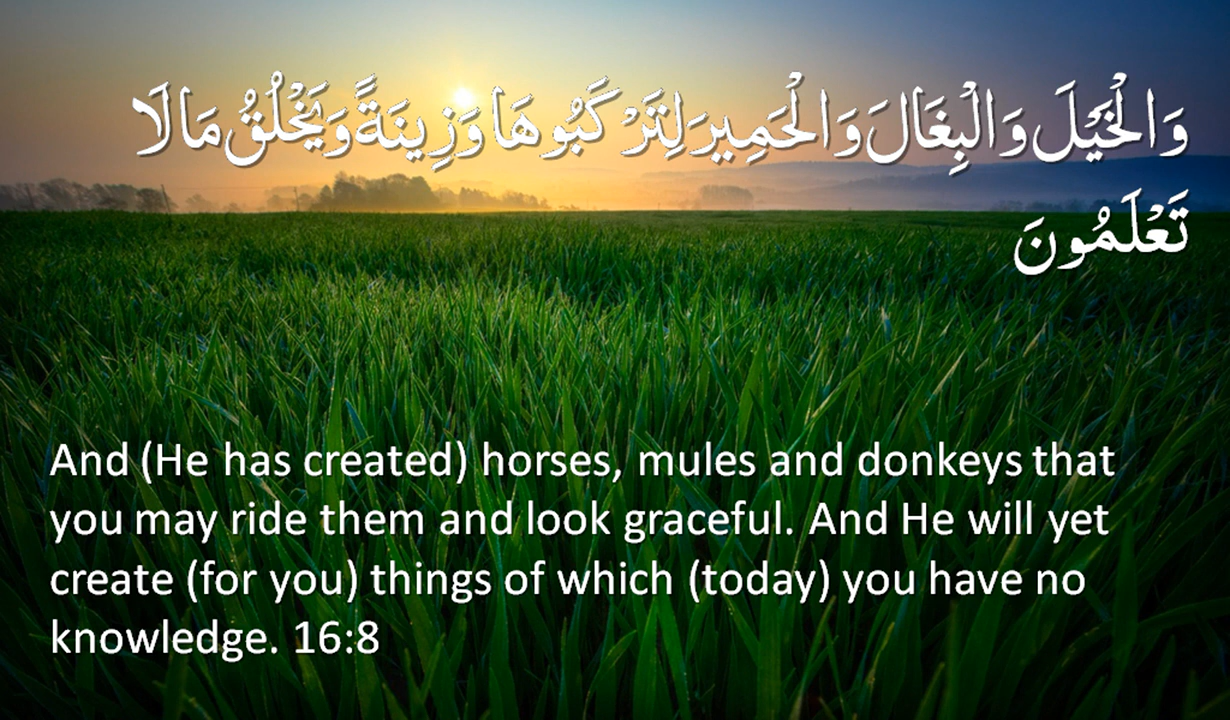 وَالْخَيْلَ وَالْبِغَالَ وَالْحَمِيرَ لِتَرْكَبُوهَا وَزِينَةً وَيَخْلُقُ مَا لَا
تَعْلَمُونَ
And (He has created) horses, mules and donkeys that
you may ride them and look graceful. And He will yet
create (for you) things of which (today) you have no
knowledge. 16:8